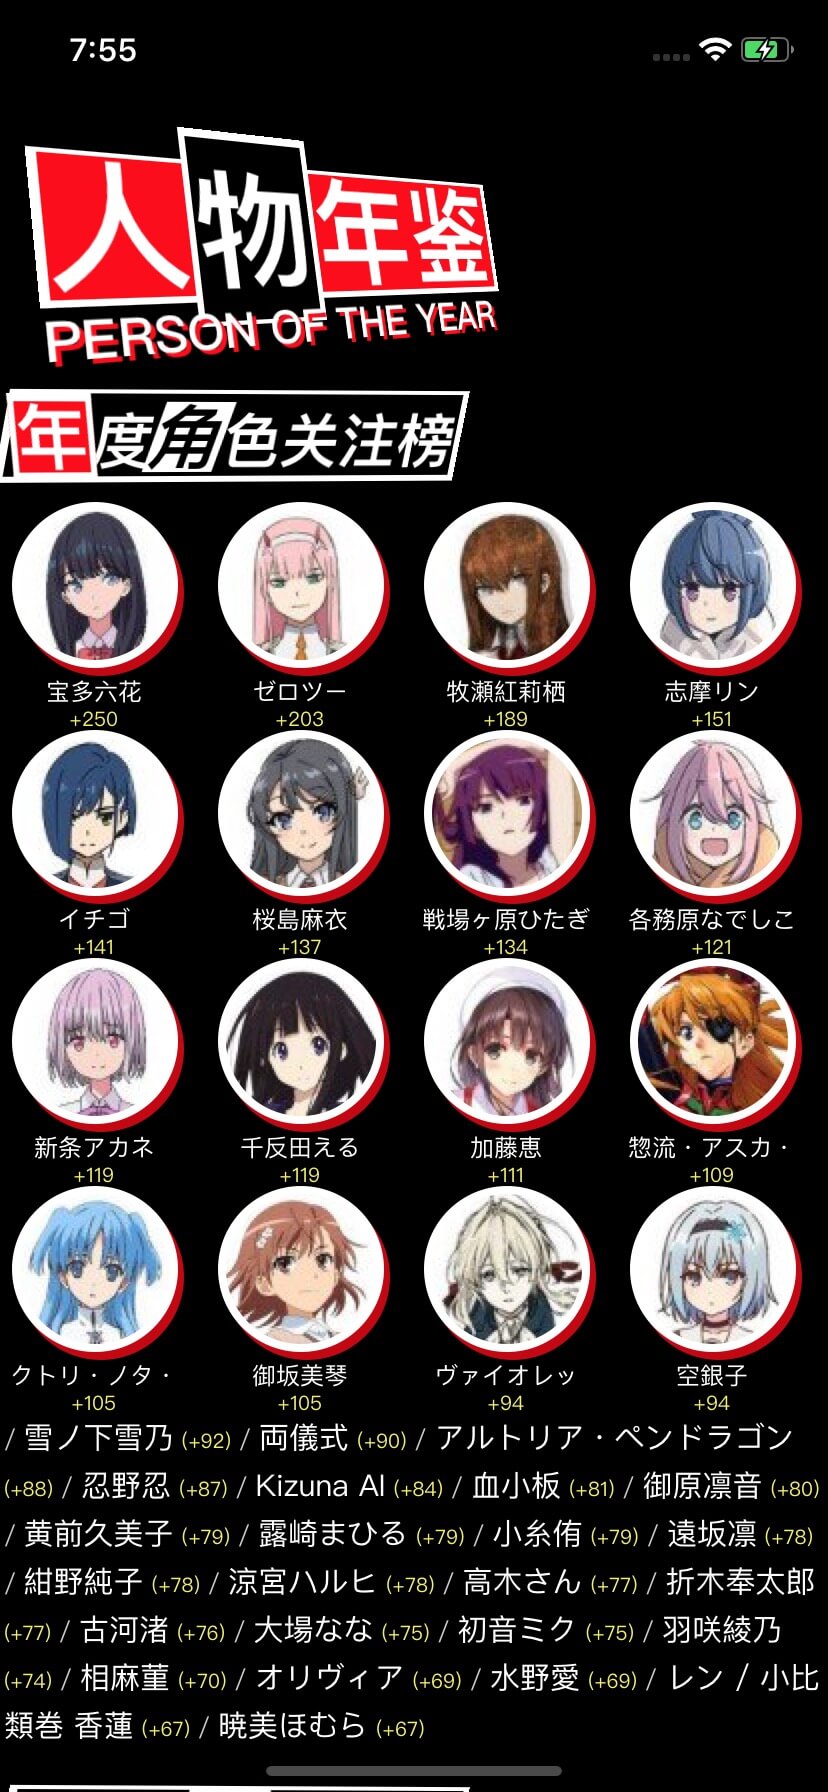 7:55
人物年鉴
PERSON OF THE YEAR
年度角色关注榜
宝多六花 ゼロツー 牧瀬紅莉栖 志摩リン
+250 +203 +189 +151
イチゴ 桜島麻衣 戦場ヶ原ひたぎ 各務原なでしこ
+141 +137 +134 +121
新条アカネ 千反田える 加藤恵 惣流・アスカ・
+119 +119 +111 +109
クトリ・ノタ・ 御坂美琴 ヴァイオレッ 空銀子
+105 +105 +94 +94
/ 雪ノ下雪乃 (+92) / 両儀式 (+90) / アルトリア・ペンドラゴン
(+88) / 忍野忍 (+87) / Kizuna AI (+84) / 血小板 (+81) / 御原凛音 (+80)
/ 黄前久美子 (+79) / 露崎まひる (+79) / 小糸侑 (+79) / 遠坂凛 (+78)
/ 紺野純子 (+78) / 涼宮ハルヒ (+78) / 高木さん (+77) / 折木奉太郎
(+77) / 古河渚 (+76) / 大場なな (+75) / 初音ミク (+75) / 羽咲綾乃
(+74) / 相麻菫 (+70) / オリヴィア (+69) / 水野愛 (+69) / レン / 小比
類巻 香蓮 (+67) / 暁美ほむら (+67)